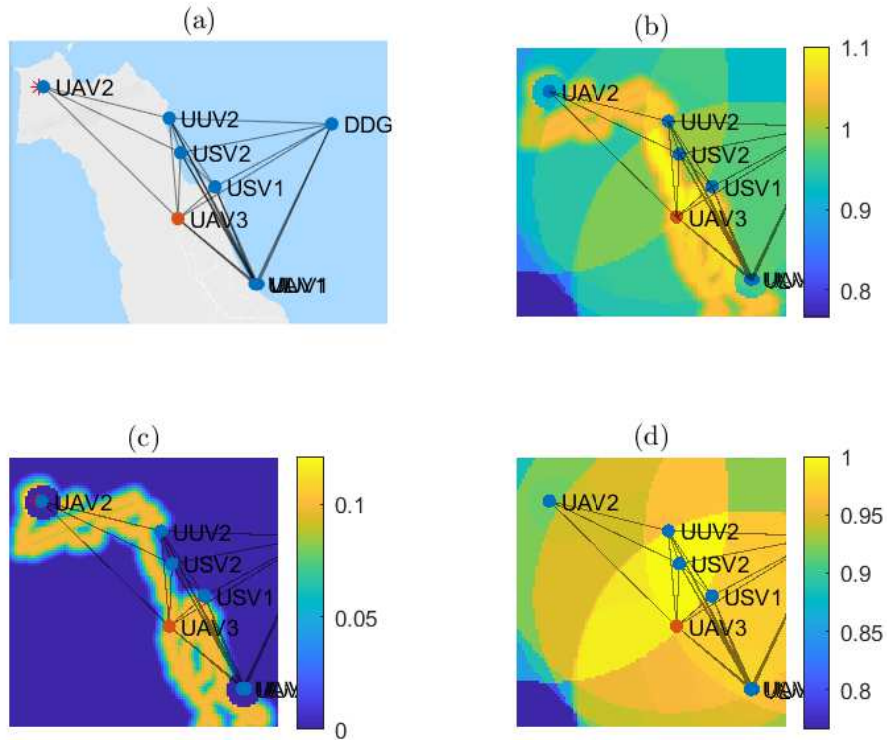 (a)
UAV2
UUV2
DDG
USV2
USV1
UAV3
(b)
UAV2
UUV2
USV2
USV1
UAV3
1.1
1
0.9
0.8
(c)
UAV2
UUV2
USV2
USV1
UAV3
0.1
0.05
0
(d)
UAV2
UUV2
USV2
USV1
UAV3
1
0.95
0.9
0.85
0.8